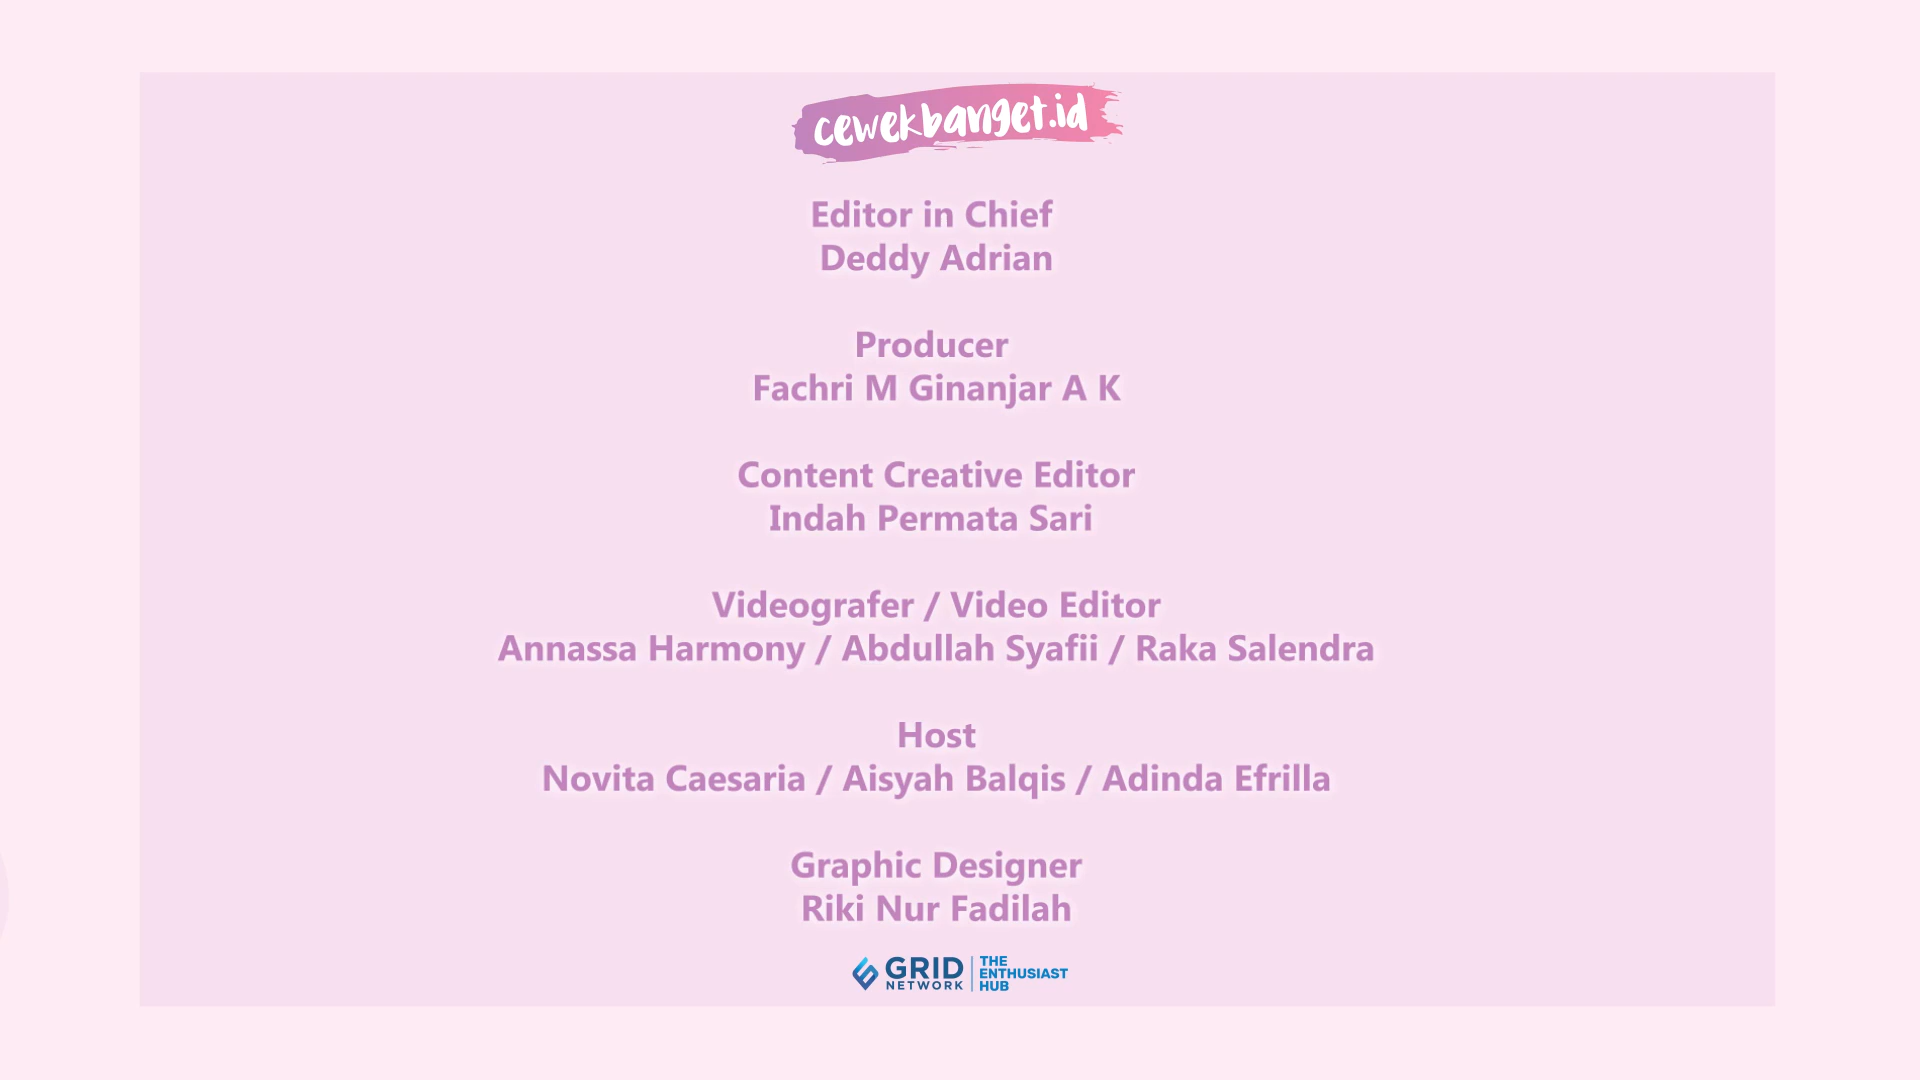 cewekbanget.id
Editor in Chief
Deddy Adrian
Producer
Fachri M Ginanjar A K
Content Creative Editor
Indah Permata Sari
Videografer / Video Editor
Annassa Harmony / Abdullah Syafii / Raka Salendra
Host
Novita Caesaria / Aisyah Balqis / Adinda Efrilla
Graphic Designer
Riki Nur Fadilah
GRID
NETWORK
THE
ENTHUSIAST
HUB